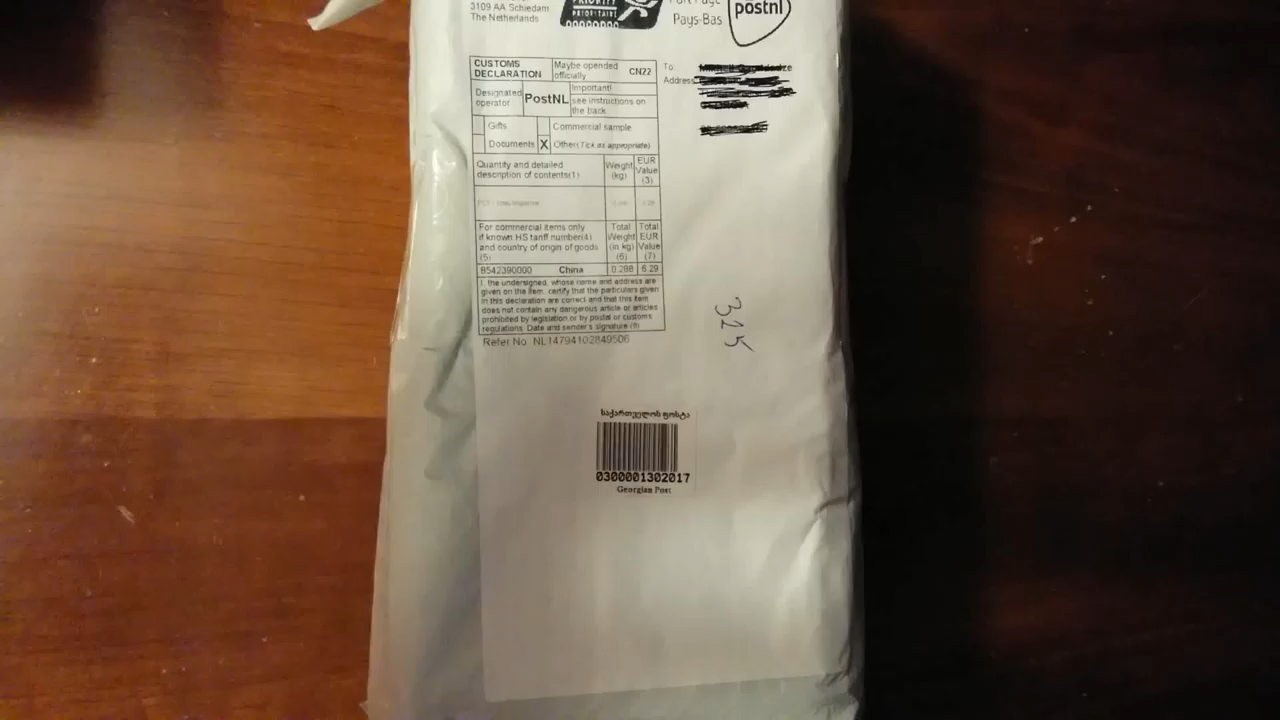 3109 AA Schiedam
The Netherlands
PRIORITY
PRIORITAIRE
Pays-Bas
postnl
CUSTOMS DECLARATION
Maybe opended officially
CN22
Designated operator
PostNL
Important!
see instructions on the back
Gifts
Commercial sample
Documents
X
Other(Tick as appropriate)
Quantity and detailed description of contents(1)
Weight (kg)
EUR Value (3)
For commercial items only
if known HS tariff number(4)
and country of origin of goods
(5)
Total Weight (in kg) (6)
Total EUR Value (7)
8542390000 China 0.288 6.29
I, the undersigned, whose name and address are
given on the item, certify that the particulars given
in this declaration are correct and that this item
does not contain any dangerous article or articles
prohibited by legislation or by postal or customs
regulations. Date and sender's signature (8)
Refer No: NL14794102849506
To
Address
325
საქართველოს ფოსტა
0300001302017
Georgian Post